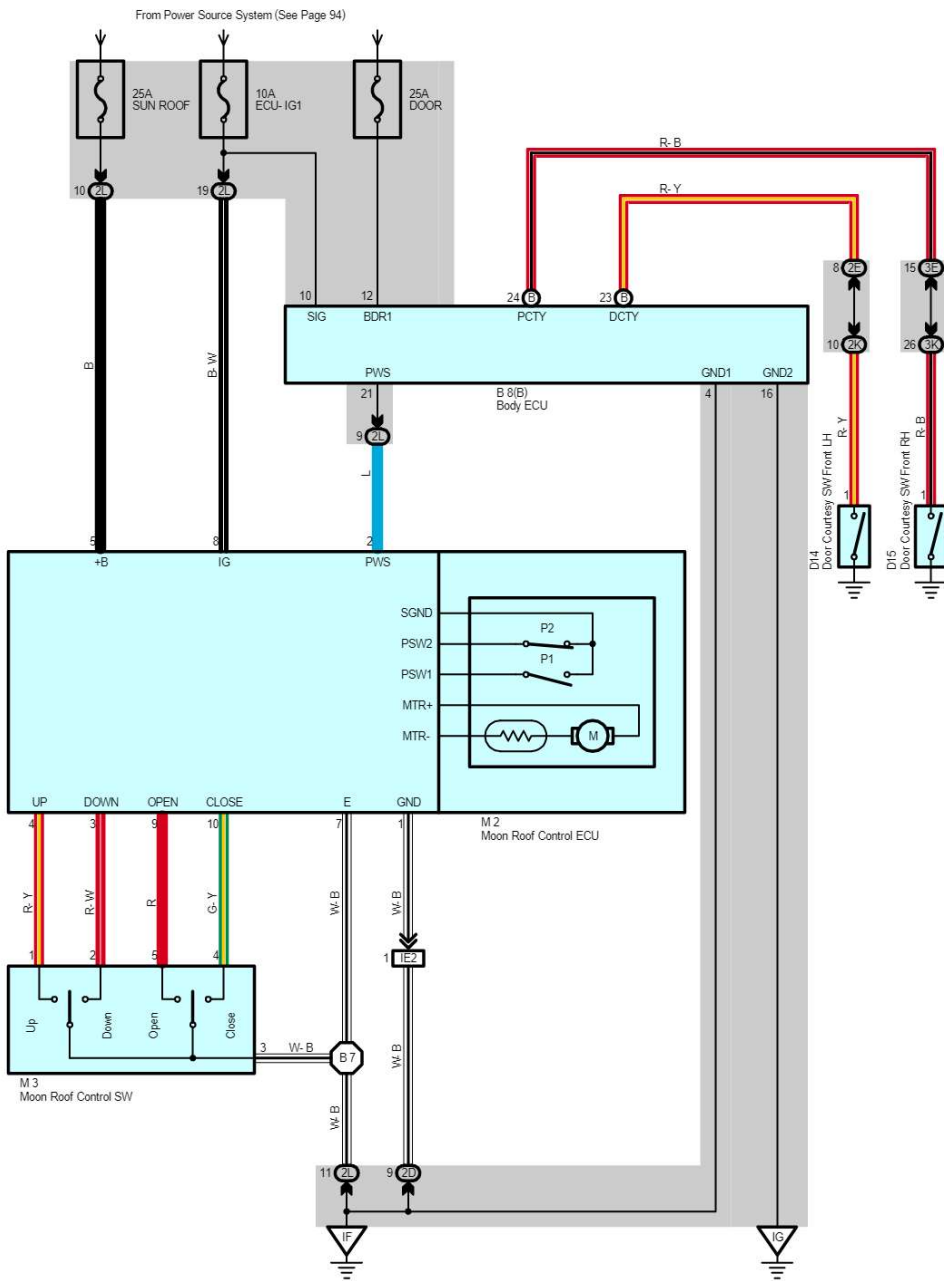 From Power Source System (See Page 94)
25A
SUN ROOF
10A
ECU- IG1
25A
DOOR
R- B
R- Y
10 2L
19 2L
8 2E
15 3E
10
12
24 B
23 B
SIG
BDR1
PCTY
DCTY
10 2K
26 3K
PWS
GND1
GND2
21
B 8(B)
Body ECU
4
16
9 2L
B
B- W
L
R- Y
R- B
1
1
D14
Door Courtesy SW Front LH
D15
Door Courtesy SW Front RH
5
8
2
+B
IG
PWS
SGND
PSW2
P2
PSW1
P1
MTR+
MTR-
M
UP
DOWN
OPEN
CLOSE
E
GND
4
3
9
10
7
1
M 2
Moon Roof Control ECU
R- Y
R- W
R
G- Y
W- B
W- B
1
2
5
4
1 IE2
Up
Down
Open
Close
3
W- B
B 7
W- B
M 3
Moon Roof Control SW
W- B
11 2L
9 2D
IF
IG